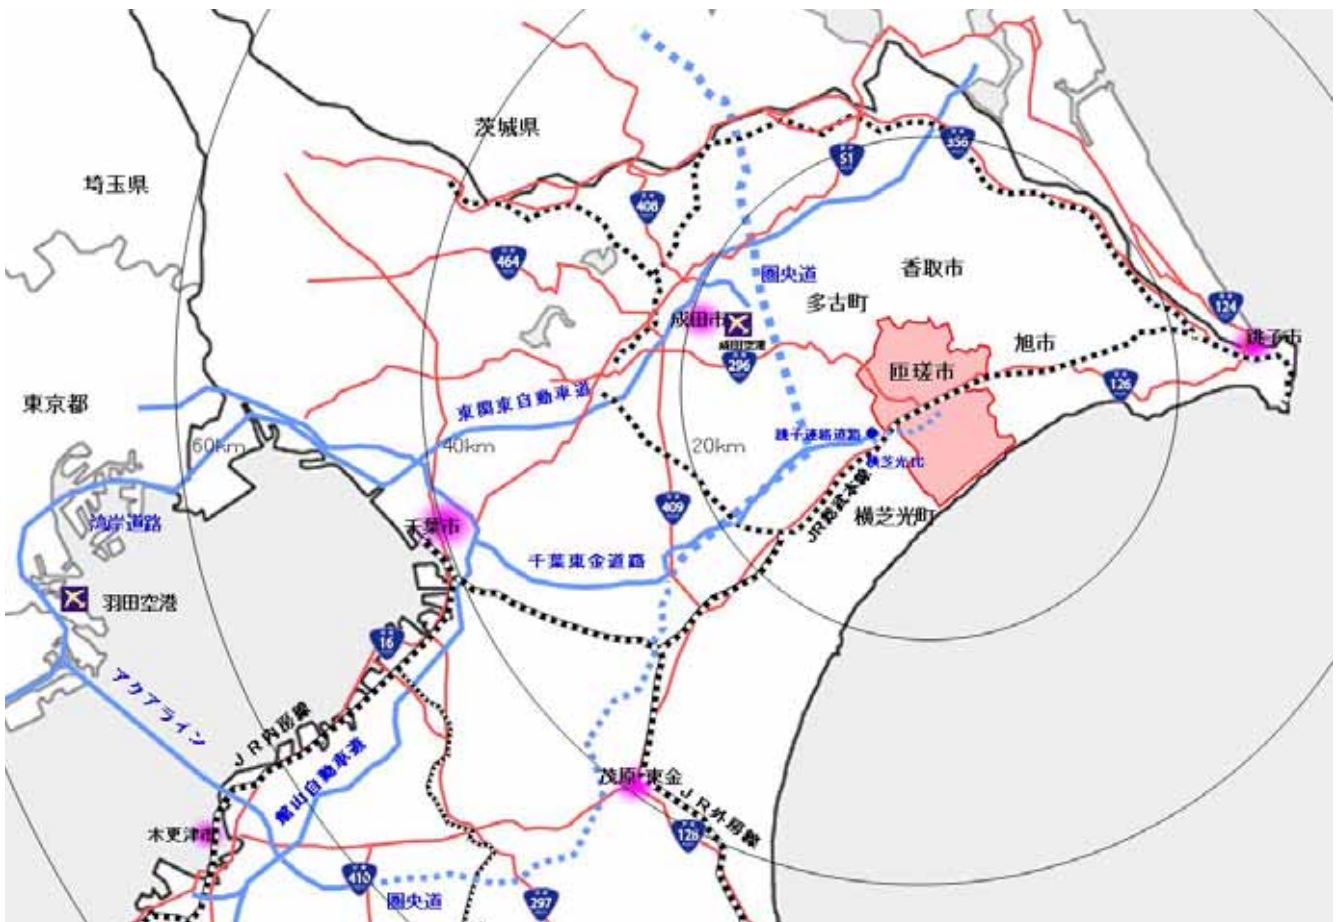 茨城県
埼玉県
356
51
408
464
香取市
圏央道
多古町
124
成田市
成田空港
銚子市
旭市
296
匝瑳市
126
東関東自動車道
東京都
60km
40km
20km
銚子連絡道路
横芝光IC
409
横芝光町
JR総武本線
湾岸道路
千葉市
千葉東金道路
羽田空港
16
アクアライン
JR内房線
館山自動車道
茂原・東金
JR外房線
木更津市
128
410
圏央道
297